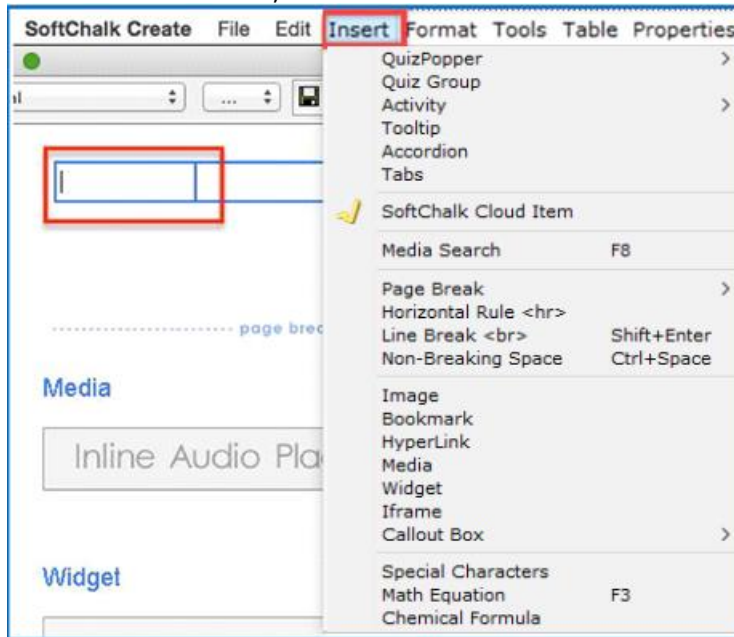 SoftChalk Create File Edit Insert Format Tools Table Properties
...
QuizPopper >
Quiz Group
Activity >
Tooltip
Accordion
Tabs
SoftChalk Cloud Item
Media Search F8
Page Break >
Horizontal Rule <hr>
Line Break <br> Shift+Enter
Non-Breaking Space Ctrl+Space
page brea
Media
Image
Bookmark
HyperLink
Inline Audio Pla
Media
Widget
Iframe
Callout Box >
Widget
Special Characters
Math Equation F3
Chemical Formula